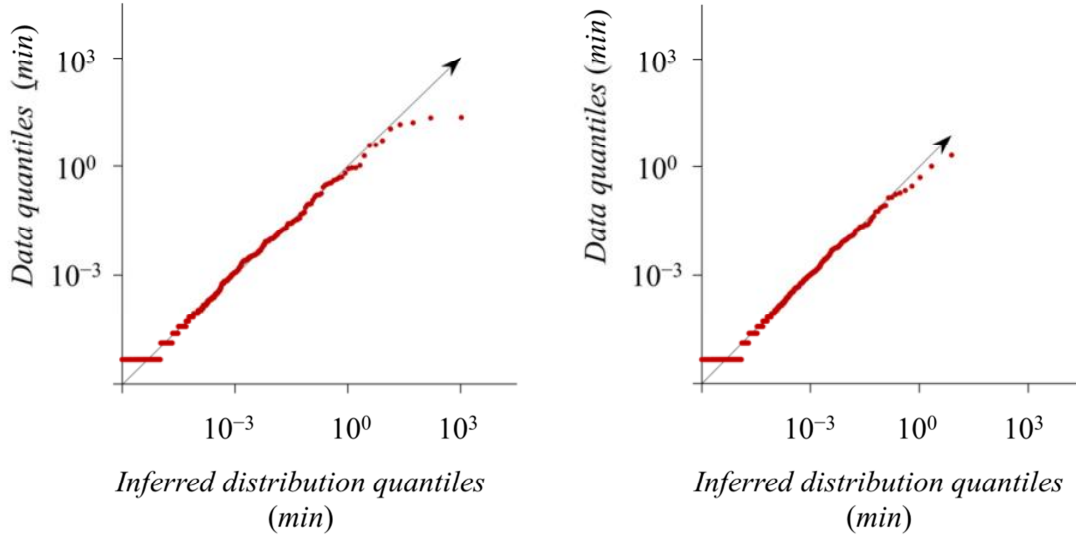 Data quantiles (min)
10³
10⁰
10⁻³
10⁻³ 10⁰ 10³
Inferred distribution quantiles
(min)
Data quantiles (min)
10³
10⁰
10⁻³
10⁻³ 10⁰ 10³
Inferred distribution quantiles
(min)